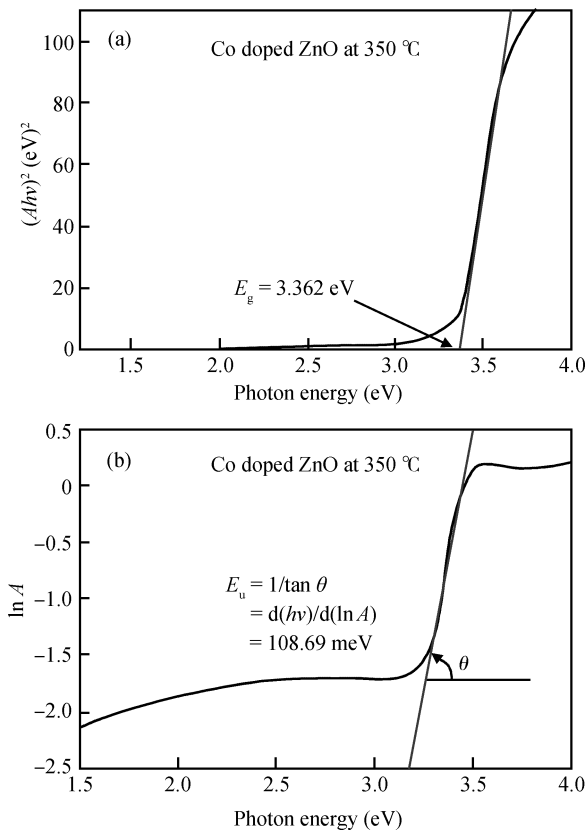 (a)
Co doped ZnO at 350 ℃
(Ahν)² (eV)²
100
80
60
40
20
0
E_g = 3.362 eV
1.5 2.0 2.5 3.0 3.5 4.0
Photon energy (eV)
(b)
Co doped ZnO at 350 ℃
ln A
0.5
0
−0.5
−1.0
−1.5
−2.0
−2.5
E_u = 1/tan θ
= d(hν)/d(ln A)
= 108.69 meV
θ
1.5 2.0 2.5 3.0 3.5 4.0
Photon energy (eV)